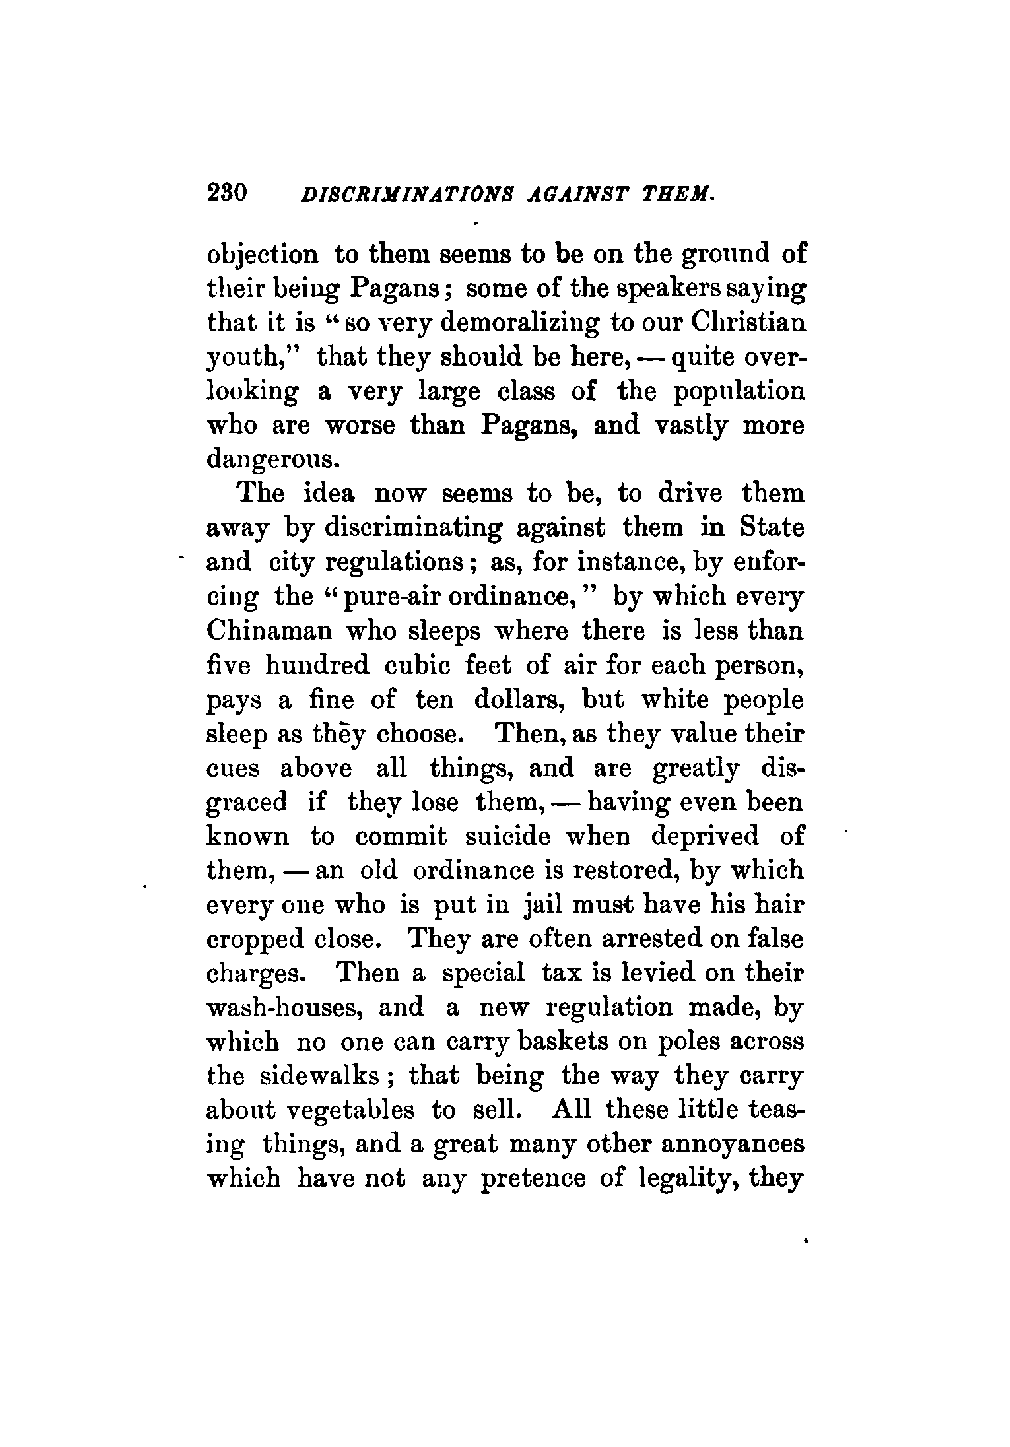 230 DISCRIMINATIONS AGAINST THEM.
objection to them seems to be on the ground of
their being Pagans; some of the speakers saying
that it is “so very demoralizing to our Christian
youth,” that they should be here, — quite over-
looking a very large class of the population
who are worse than Pagans, and vastly more
dangerous.
The idea now seems to be, to drive them
away by discriminating against them in State
and city regulations; as, for instance, by enfor-
cing the “pure-air ordinance,” by which every
Chinaman who sleeps where there is less than
five hundred cubic feet of air for each person,
pays a fine of ten dollars, but white people
sleep as they choose. Then, as they value their
cues above all things, and are greatly dis-
graced if they lose them, — having even been
known to commit suicide when deprived of
them, — an old ordinance is restored, by which
every one who is put in jail must have his hair
cropped close. They are often arrested on false
charges. Then a special tax is levied on their
wash-houses, and a new regulation made, by
which no one can carry baskets on poles across
the sidewalks; that being the way they carry
about vegetables to sell. All these little teas-
ing things, and a great many other annoyances
which have not any pretence of legality, they